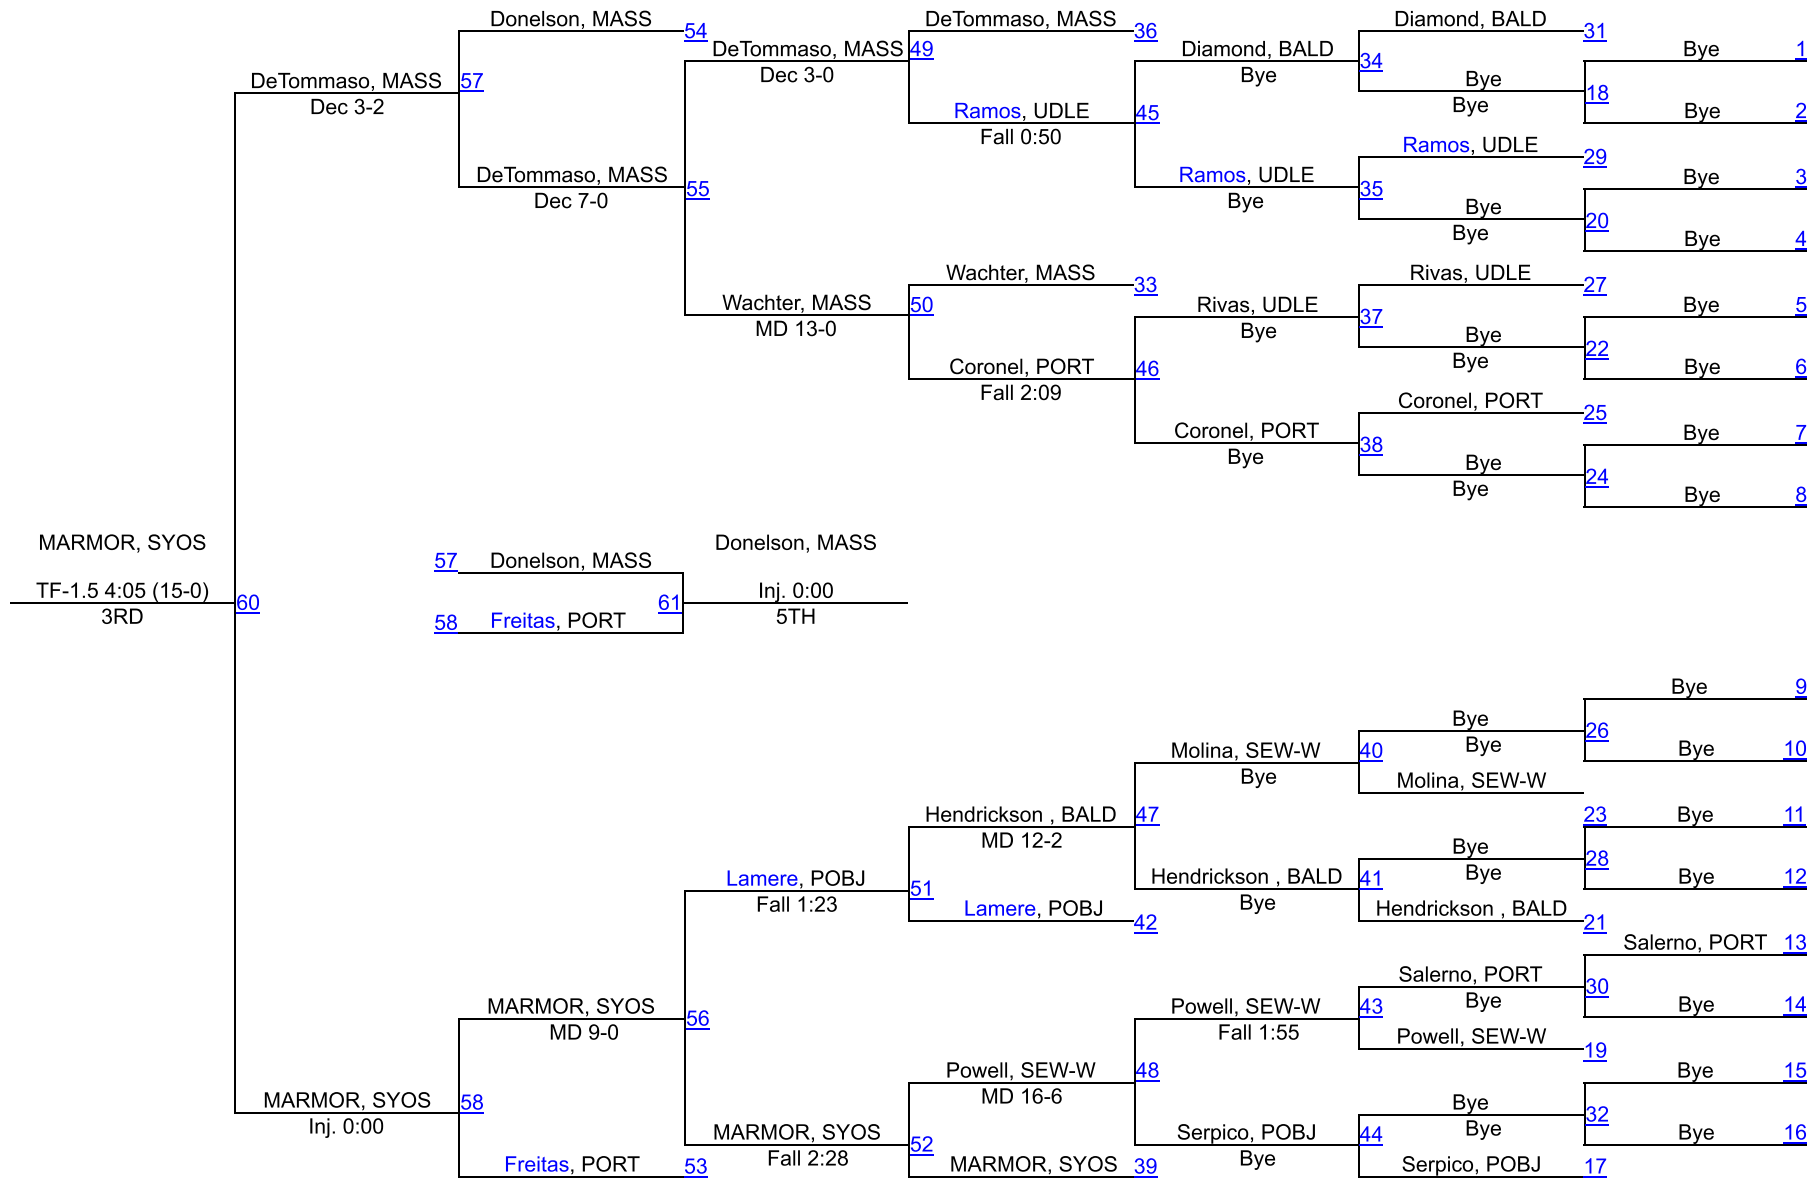 Donelson, MASS
54
DeTommaso, MASS
57
Dec 3-2
DeTommaso, MASS
49
Dec 3-0
DeTommaso, MASS
36
Diamond, BALD
Bye
Diamond, BALD
31
34
Bye
Bye
18
Bye
1
Bye
2
Ramos, UDLE
45
Fall 0:50
DeTommaso, MASS
55
Dec 7-0
Ramos, UDLE
35
Bye
Ramos, UDLE
29
Bye
3
Bye
20
Bye
Bye
4
Wachter, MASS
50
MD 13-0
Wachter, MASS
33
Rivas, UDLE
37
Bye
Rivas, UDLE
27
Bye
5
Bye
22
Bye
Bye
6
Coronel, PORT
46
Fall 2:09
Coronel, PORT
38
Bye
Coronel, PORT
25
Bye
7
Bye
24
Bye
Bye
8
MARMOR, SYOS
TF-1.5 4:05 (15-0)
60
3RD
57
Donelson, MASS
58
Freitas, PORT
61
Donelson, MASS
Inj. 0:00
5TH
Bye
9
Bye
26
Bye
Bye
10
Molina, SEW-W
40
Bye
Molina, SEW-W
Hendrickson , BALD
47
MD 12-2
23
Bye
11
Bye
28
Bye
Bye
12
Hendrickson , BALD
41
Bye
Hendrickson , BALD
21
Lamere, POBJ
51
Fall 1:23
Lamere, POBJ
42
Salerno, PORT
13
Salerno, PORT
30
Bye
Bye
14
MARMOR, SYOS
56
MD 9-0
Powell, SEW-W
43
Fall 1:55
Powell, SEW-W
19
Powell, SEW-W
48
MD 16-6
Bye
15
Bye
32
Bye
Bye
16
MARMOR, SYOS
58
Inj. 0:00
MARMOR, SYOS
52
Fall 2:28
Serpico, POBJ
44
Bye
Serpico, POBJ
17
Freitas, PORT
53
MARMOR, SYOS
39